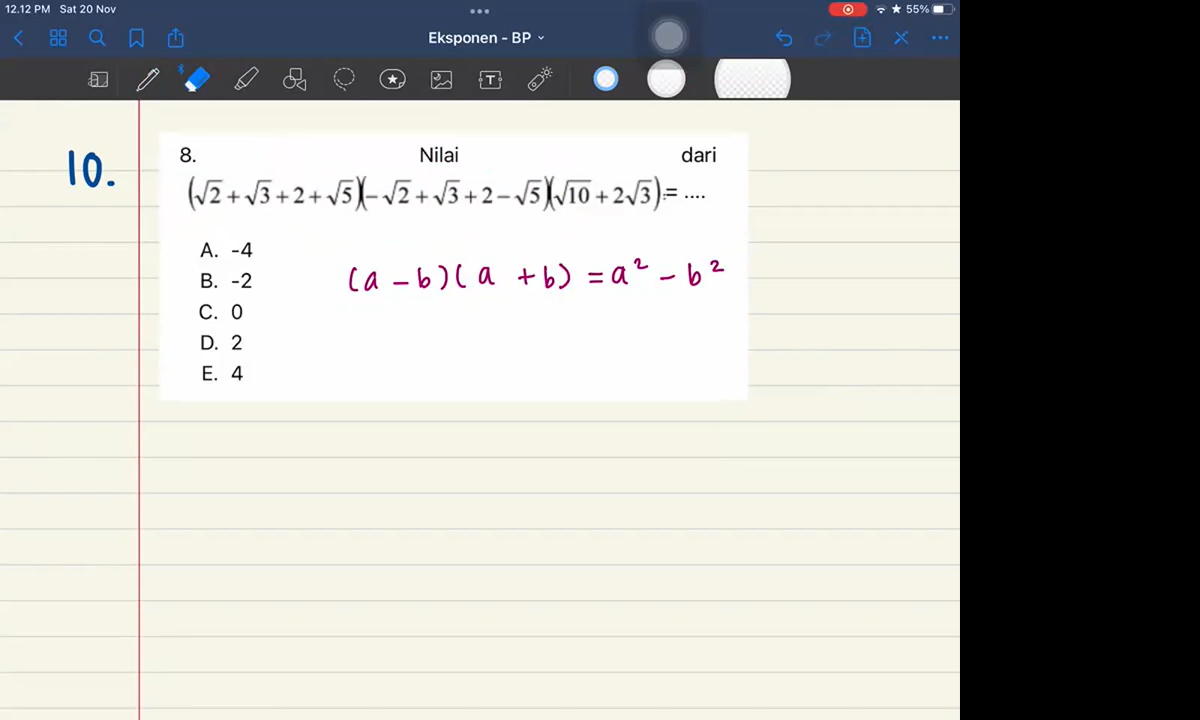 12.12 PM Sat 20 Nov
55%
Eksponen - BP
10.
8. Nilai dari
(√2 + √3 + 2 + √5)(− √2 + √3 + 2 − √5)(√10 + 2√3) = ....
A. -4
(a − b)(a + b) = a² − b²
B. -2
C. 0
D. 2
E. 4